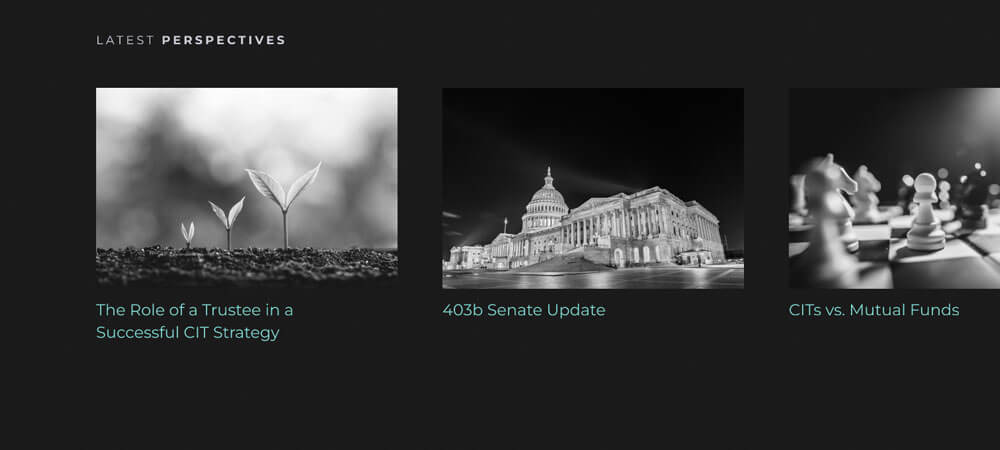 LATEST PERSPECTIVES
The Role of a Trustee in a
Successful CIT Strategy
403b Senate Update
CITs vs. Mutual Funds